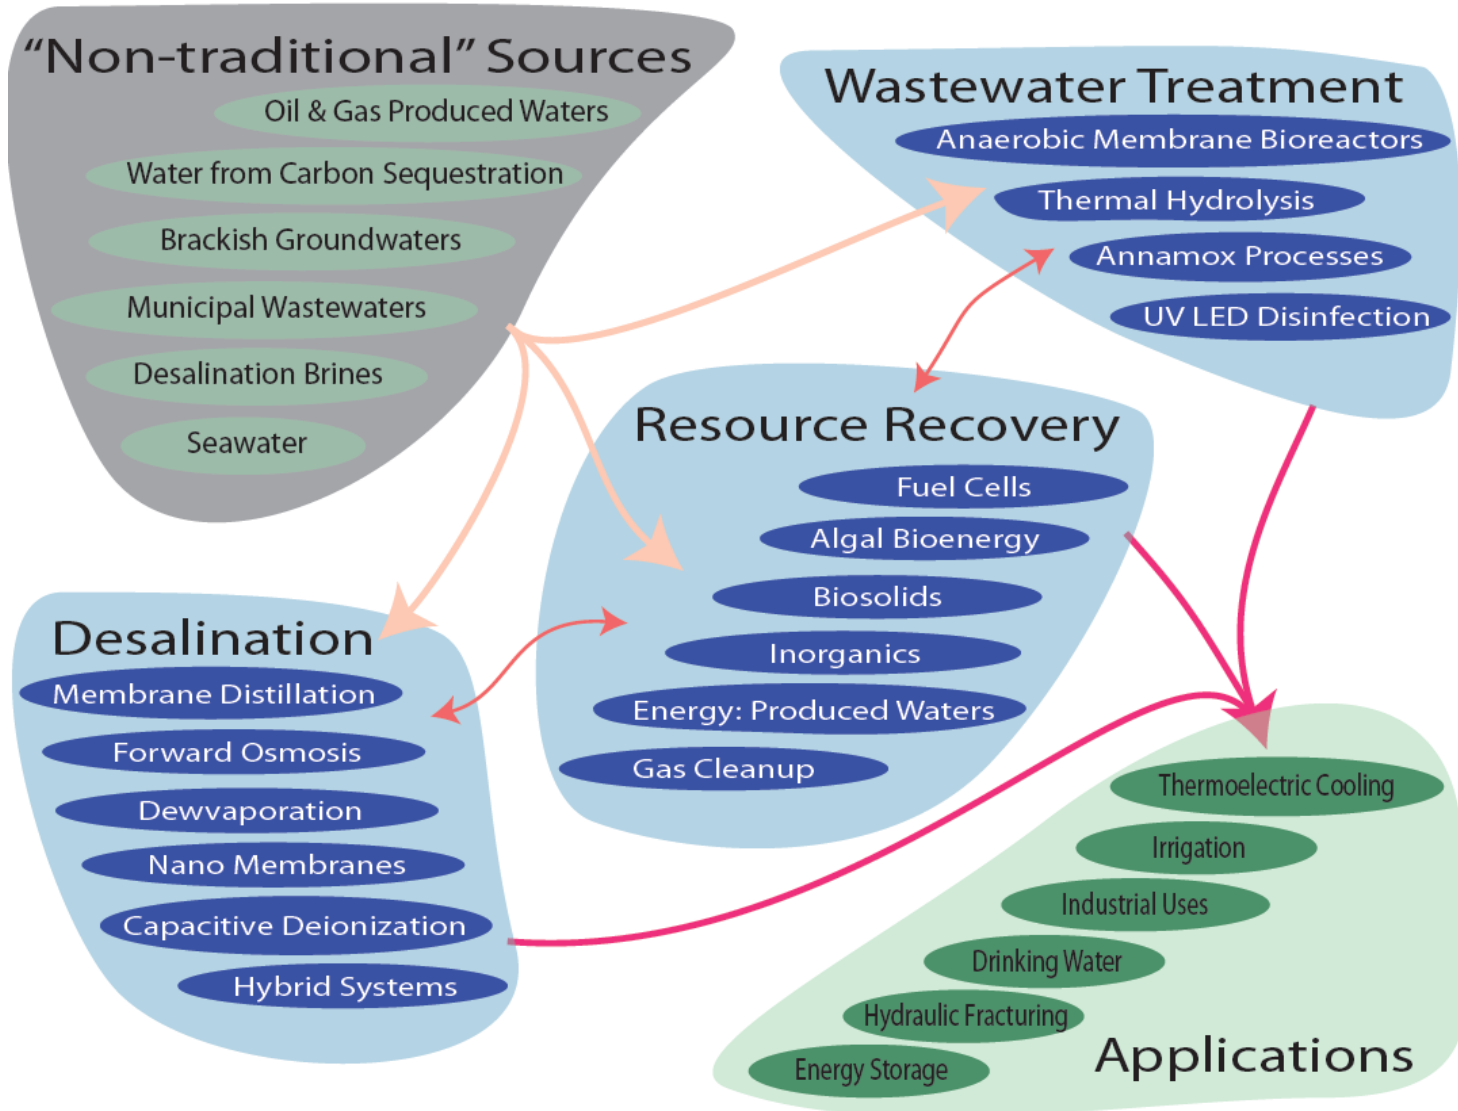 “Non-traditional” Sources
Oil & Gas Produced Waters
Water from Carbon Sequestration
Brackish Groundwaters
Municipal Wastewaters
Desalination Brines
Seawater
Wastewater Treatment
Anaerobic Membrane Bioreactors
Thermal Hydrolysis
Annamox Processes
UV LED Disinfection
Resource Recovery
Fuel Cells
Algal Bioenergy
Biosolids
Inorganics
Energy: Produced Waters
Gas Cleanup
Desalination
Membrane Distillation
Forward Osmosis
Dewvaporation
Nano Membranes
Capacitive Deionization
Hybrid Systems
Thermoelectric Cooling
Irrigation
Industrial Uses
Drinking Water
Hydraulic Fracturing
Energy Storage
Applications